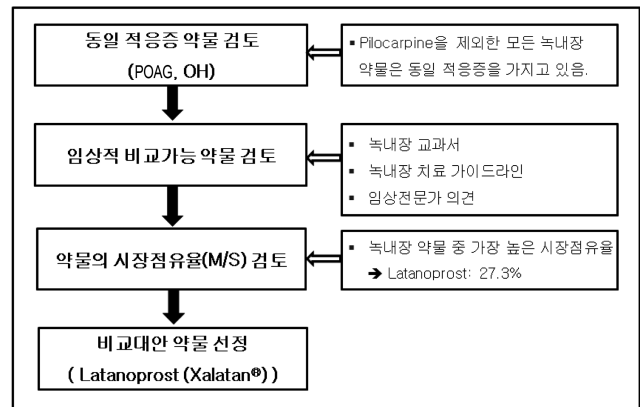 동일 적응증 약물 검토
(POAG, OH)
▪ Pilocarpine을 제외한 모든 녹내장
약물은 동일 적응증을 가지고 있음.
임상적 비교가능 약물 검토
▪ 녹내장 교과서
▪ 녹내장 치료 가이드라인
▪ 임상전문가 의견
약물의 시장점유율(M/S) 검토
▪ 녹내장 약물 중 가장 높은 시장점유율
➔ Latanoprost: 27.3%
비교대안 약물 선정
( Latanoprost (Xalatan®) )